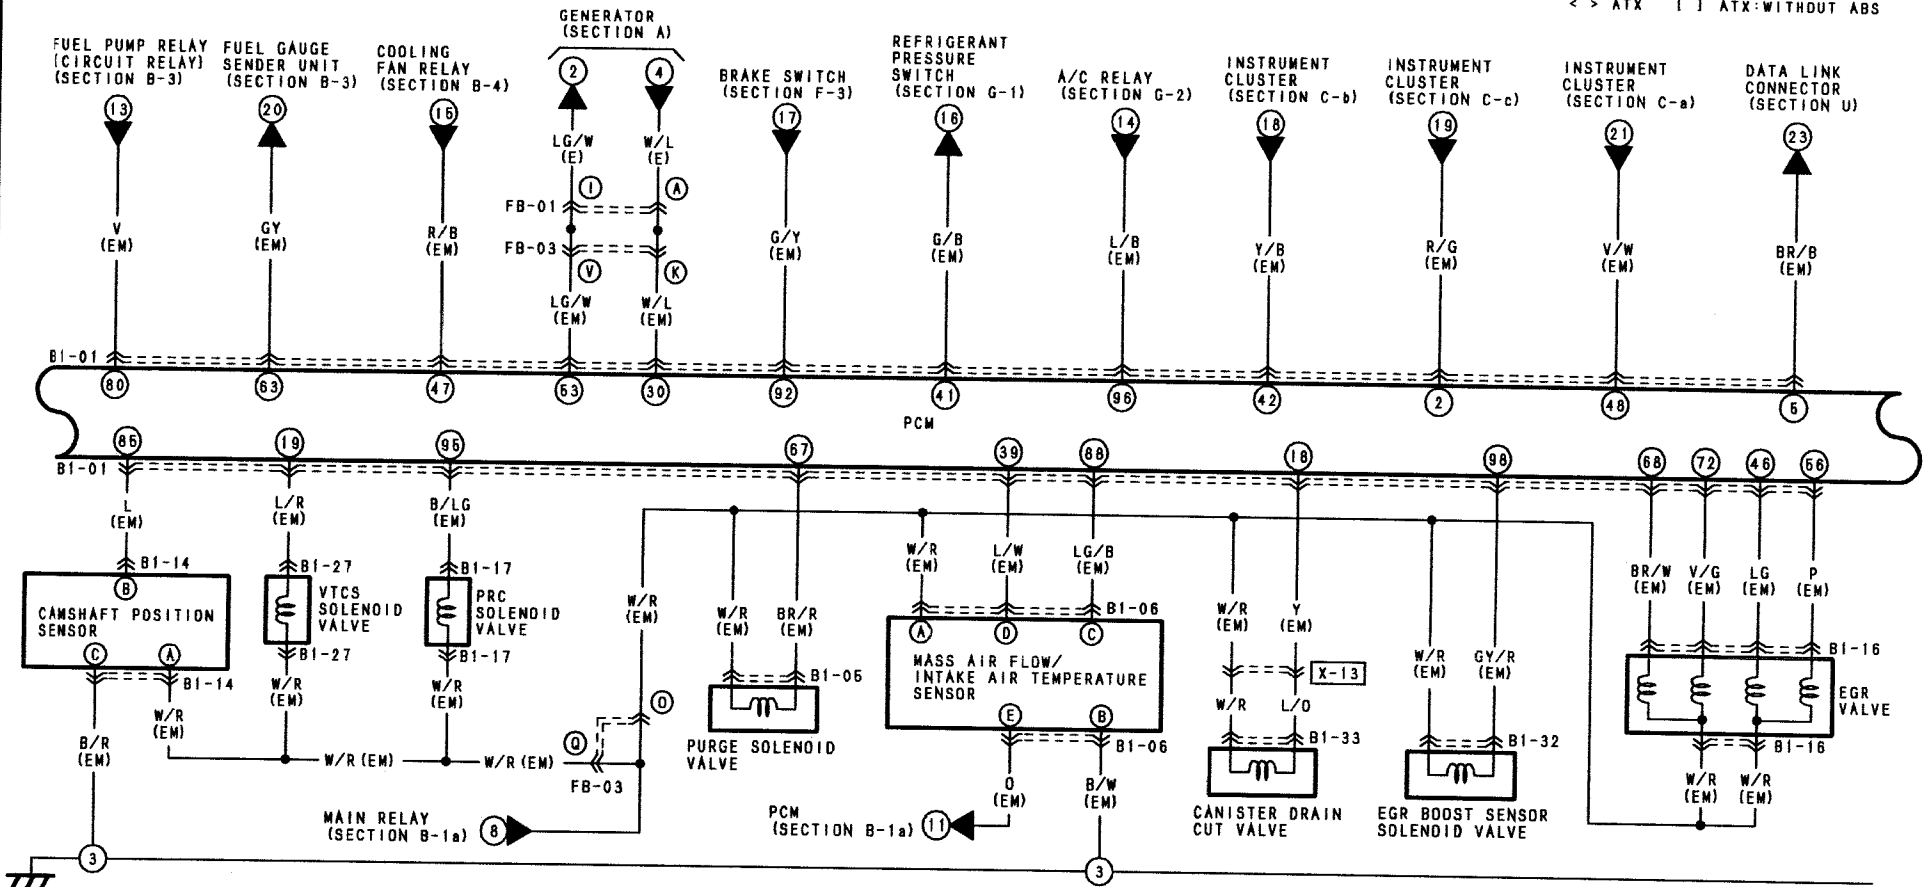 < > ATX [ ] ATX:WITHOUT ABS
GENERATOR
(SECTION A)
FUEL PUMP RELAY
(CIRCUIT RELAY)
(SECTION B-3)
FUEL GAUGE
SENDER UNIT
(SECTION B-3)
COOLING
FAN RELAY
(SECTION B-4)
BRAKE SWITCH
(SECTION F-3)
REFRIGERANT
PRESSURE
SWITCH
(SECTION G-1)
A/C RELAY
(SECTION G-2)
INSTRUMENT
CLUSTER
(SECTION C-b)
INSTRUMENT
CLUSTER
(SECTION C-c)
INSTRUMENT
CLUSTER
(SECTION C-a)
DATA LINK
CONNECTOR
(SECTION U)
13
20
15
2
4
17
16
14
18
19
21
23
LG/W
(E)
W/L
(E)
I
A
FB-01
FB-03
V
K
V
(EM)
GY
(EM)
R/B
(EM)
LG/W
(EM)
W/L
(EM)
G/Y
(EM)
G/B
(EM)
L/B
(EM)
Y/B
(EM)
R/G
(EM)
V/W
(EM)
BR/B
(EM)
B1-01
80
63
47
53
30
92
41
96
42
2
48
5
PCM
85
19
95
67
39
88
18
98
68
72
46
56
B1-01
L
(EM)
L/R
(EM)
B/LG
(EM)
W/R
(EM)
W/R
(EM)
BR/R
(EM)
W/R
(EM)
L/W
(EM)
LG/B
(EM)
W/R
(EM)
Y
(EM)
W/R
(EM)
GY/R
(EM)
BR/W
(EM)
V/G
(EM)
LG
(EM)
P
(EM)
B1-14
B
CAMSHAFT POSITION
SENSOR
C
A
B1-14
B1-27
VTCS
SOLENOID
VALVE
B1-27
B1-17
PRC
SOLENOID
VALVE
B1-17
B1-05
PURGE SOLENOID
VALVE
B1-06
A
D
C
MASS AIR FLOW/
INTAKE AIR TEMPERATURE
SENSOR
E
B
B1-06
X-13
W/R
L/O
B1-33
CANISTER DRAIN
CUT VALVE
B1-32
EGR BOOST SENSOR
SOLENOID VALVE
B1-16
EGR
VALVE
B1-16
B/R
(EM)
W/R
(EM)
W/R
(EM)
W/R
(EM)
W/R(EM)
W/R(EM)
Q
O
FB-03
O
(EM)
B/W
(EM)
W/R
(EM)
W/R
(EM)
MAIN RELAY
(SECTION B-1a)
8
PCM
(SECTION B-1a)
11
3
3